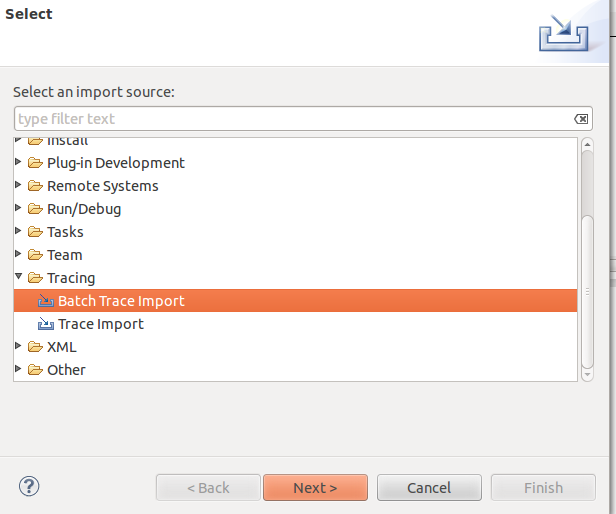 Select
Select an import source:
type filter text
Install
Plug-in Development
Remote Systems
Run/Debug
Tasks
Team
Tracing
Batch Trace Import
Trace Import
XML
Other
?
< Back
Next >
Cancel
Finish